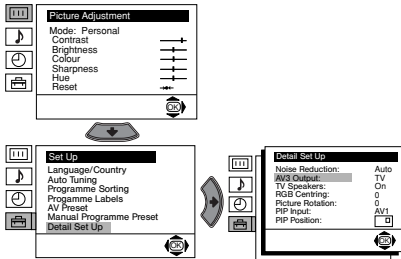 Picture Adjustment
Mode: Personal
Contrast
Brightness
Colour
Sharpness
Hue
Reset
OK
Set Up
Language/Country
Auto Tuning
Programme Sorting
Progamme Labels
AV Preset
Manual Programme Preset
Detail Set Up
OK
Detail Set Up
Noise Reduction: Auto
AV3 Output: TV
TV Speakers: On
RGB Centring: 0
Picture Rotation: 0
PIP Input: AV1
PIP Position:
OK